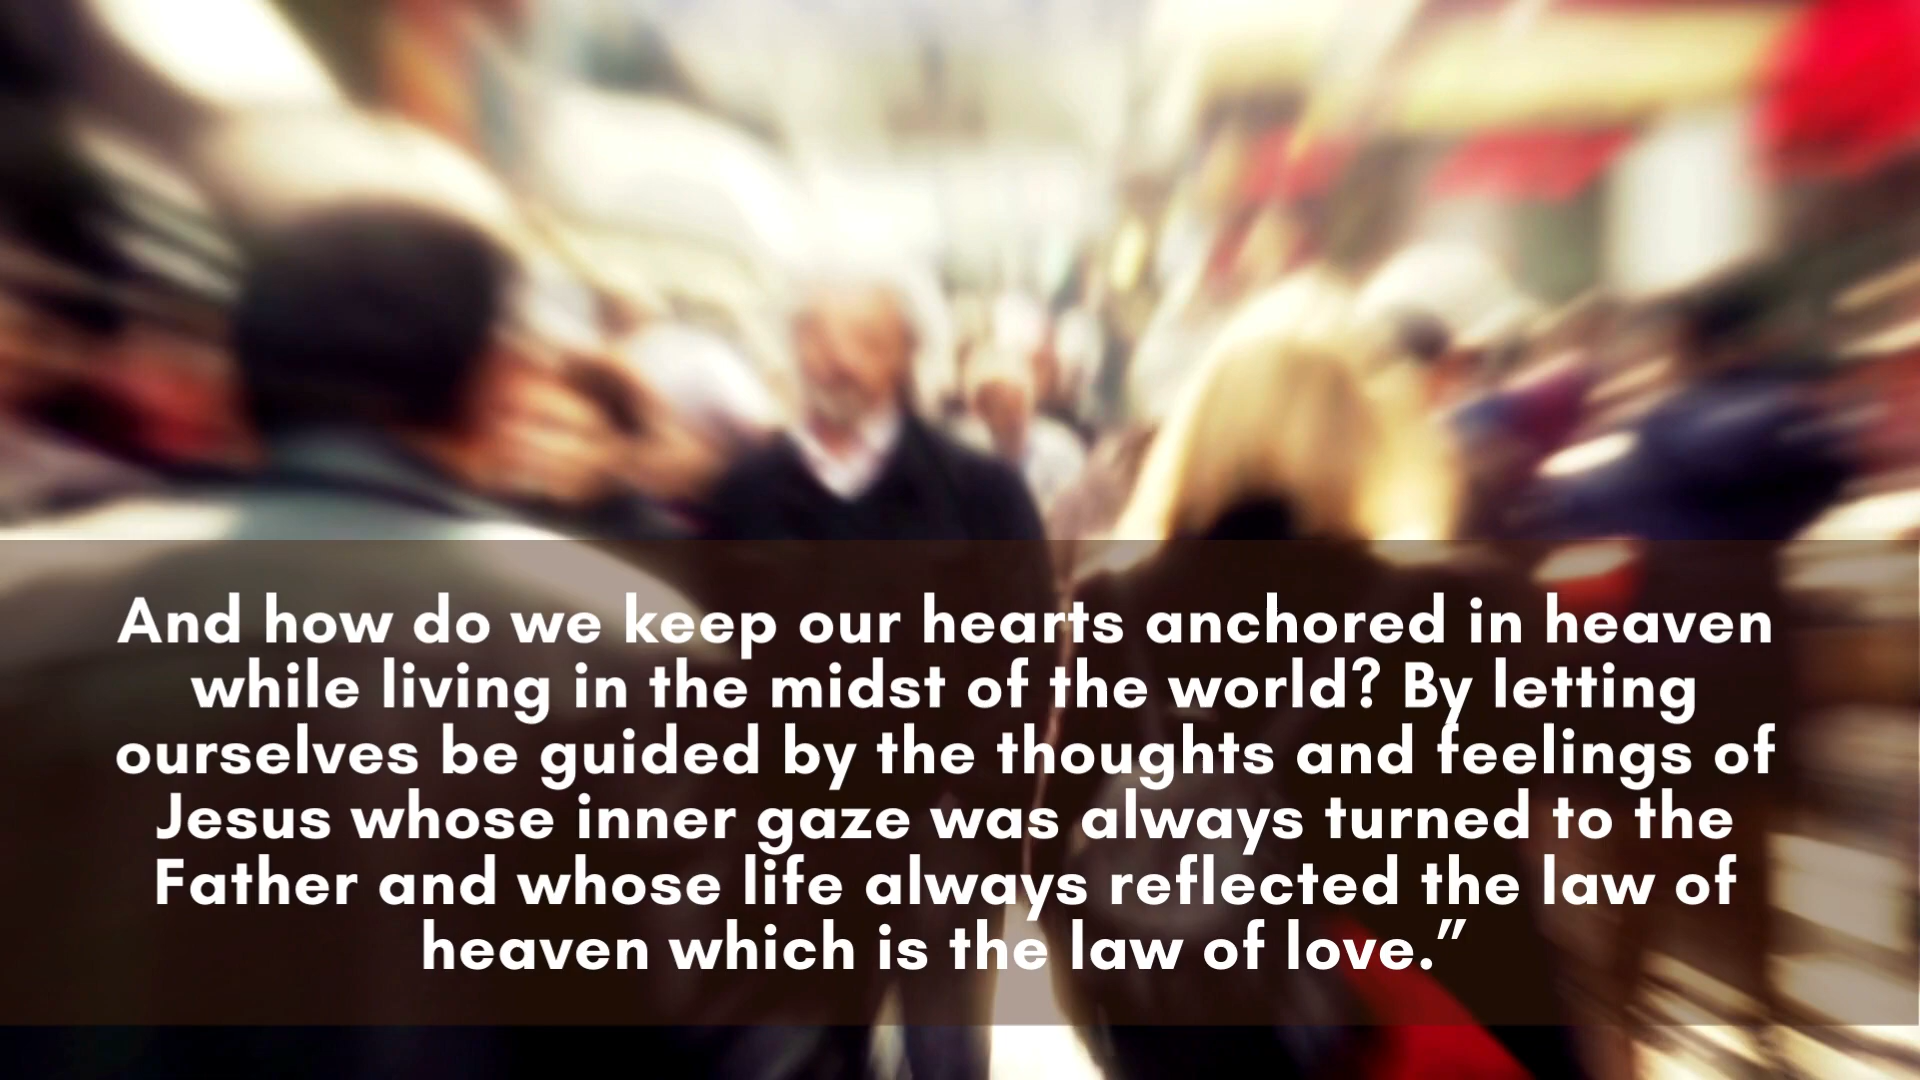 And how do we keep our hearts anchored in heaven
while living in the midst of the world? By letting
ourselves be guided by the thoughts and feelings of
Jesus whose inner gaze was always turned to the
Father and whose life always reflected the law of
heaven which is the law of love.”